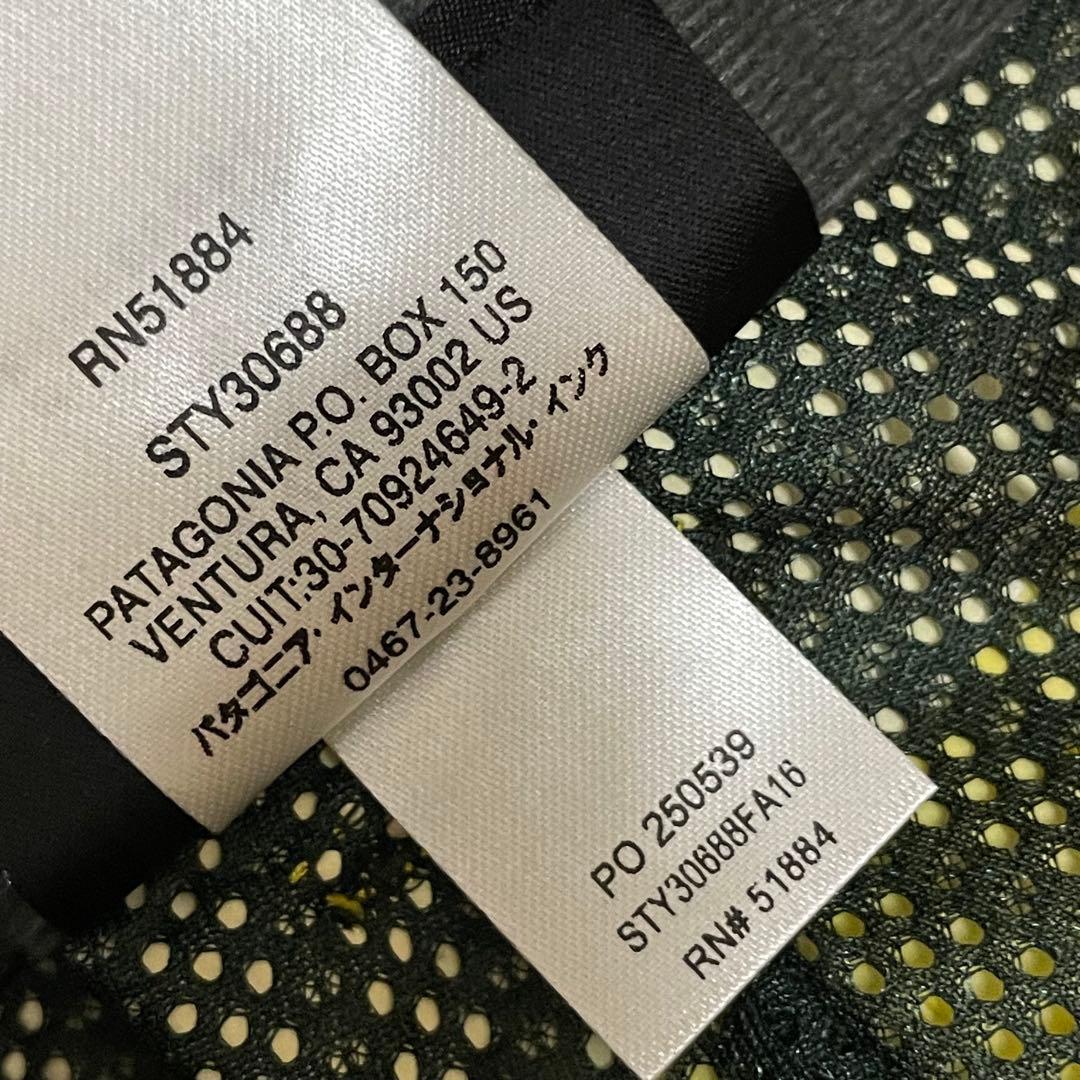 RN51884
STY30688
PATAGONIA P.O. BOX 150
VENTURA, CA 93002 US
CUIT:30-70924649-2
パタゴニア・インターナショナル・インク
0467-23-8961
PO 250539
STY30688FA16
RN# 51884